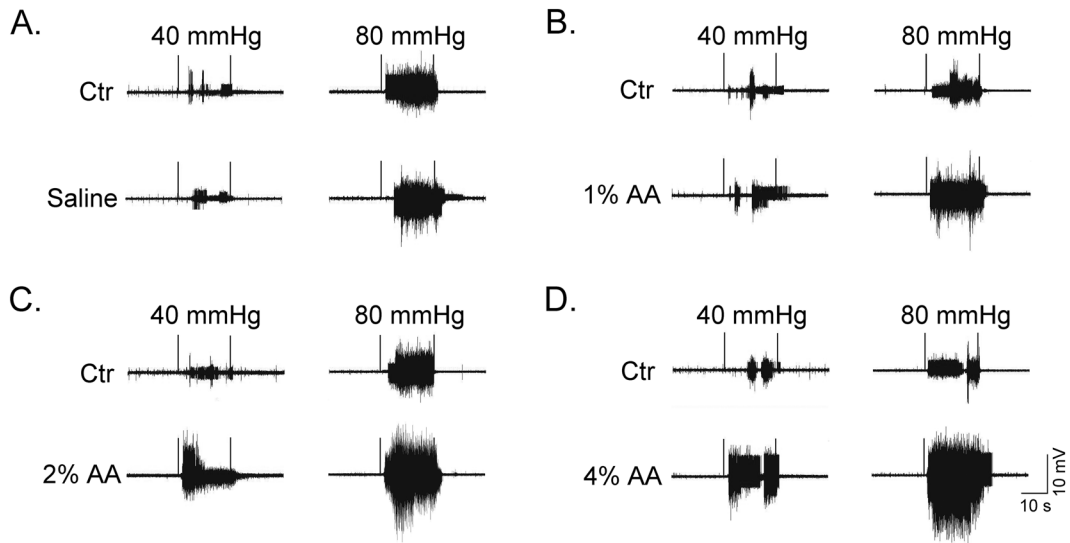 A.
40 mmHg 80 mmHg
Ctr
Saline
B.
40 mmHg 80 mmHg
Ctr
1% AA
C.
40 mmHg 80 mmHg
Ctr
2% AA
D.
40 mmHg 80 mmHg
Ctr
4% AA
10 mV
10 s